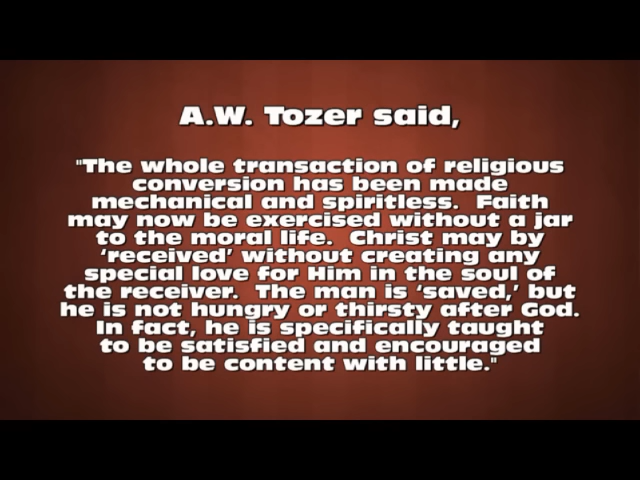 A.W. Tozer said,
"The whole transaction of religious
conversion has been made
mechanical and spiritless.  Faith
may now be exercised without a jar
to the moral life.  Christ may by
‘received’ without creating any
special love for Him in the soul of
the receiver.  The man is ‘saved,’ but
he is not hungry or thirsty after God.
In fact, he is specifically taught
to be satisfied and encouraged
to be content with little."